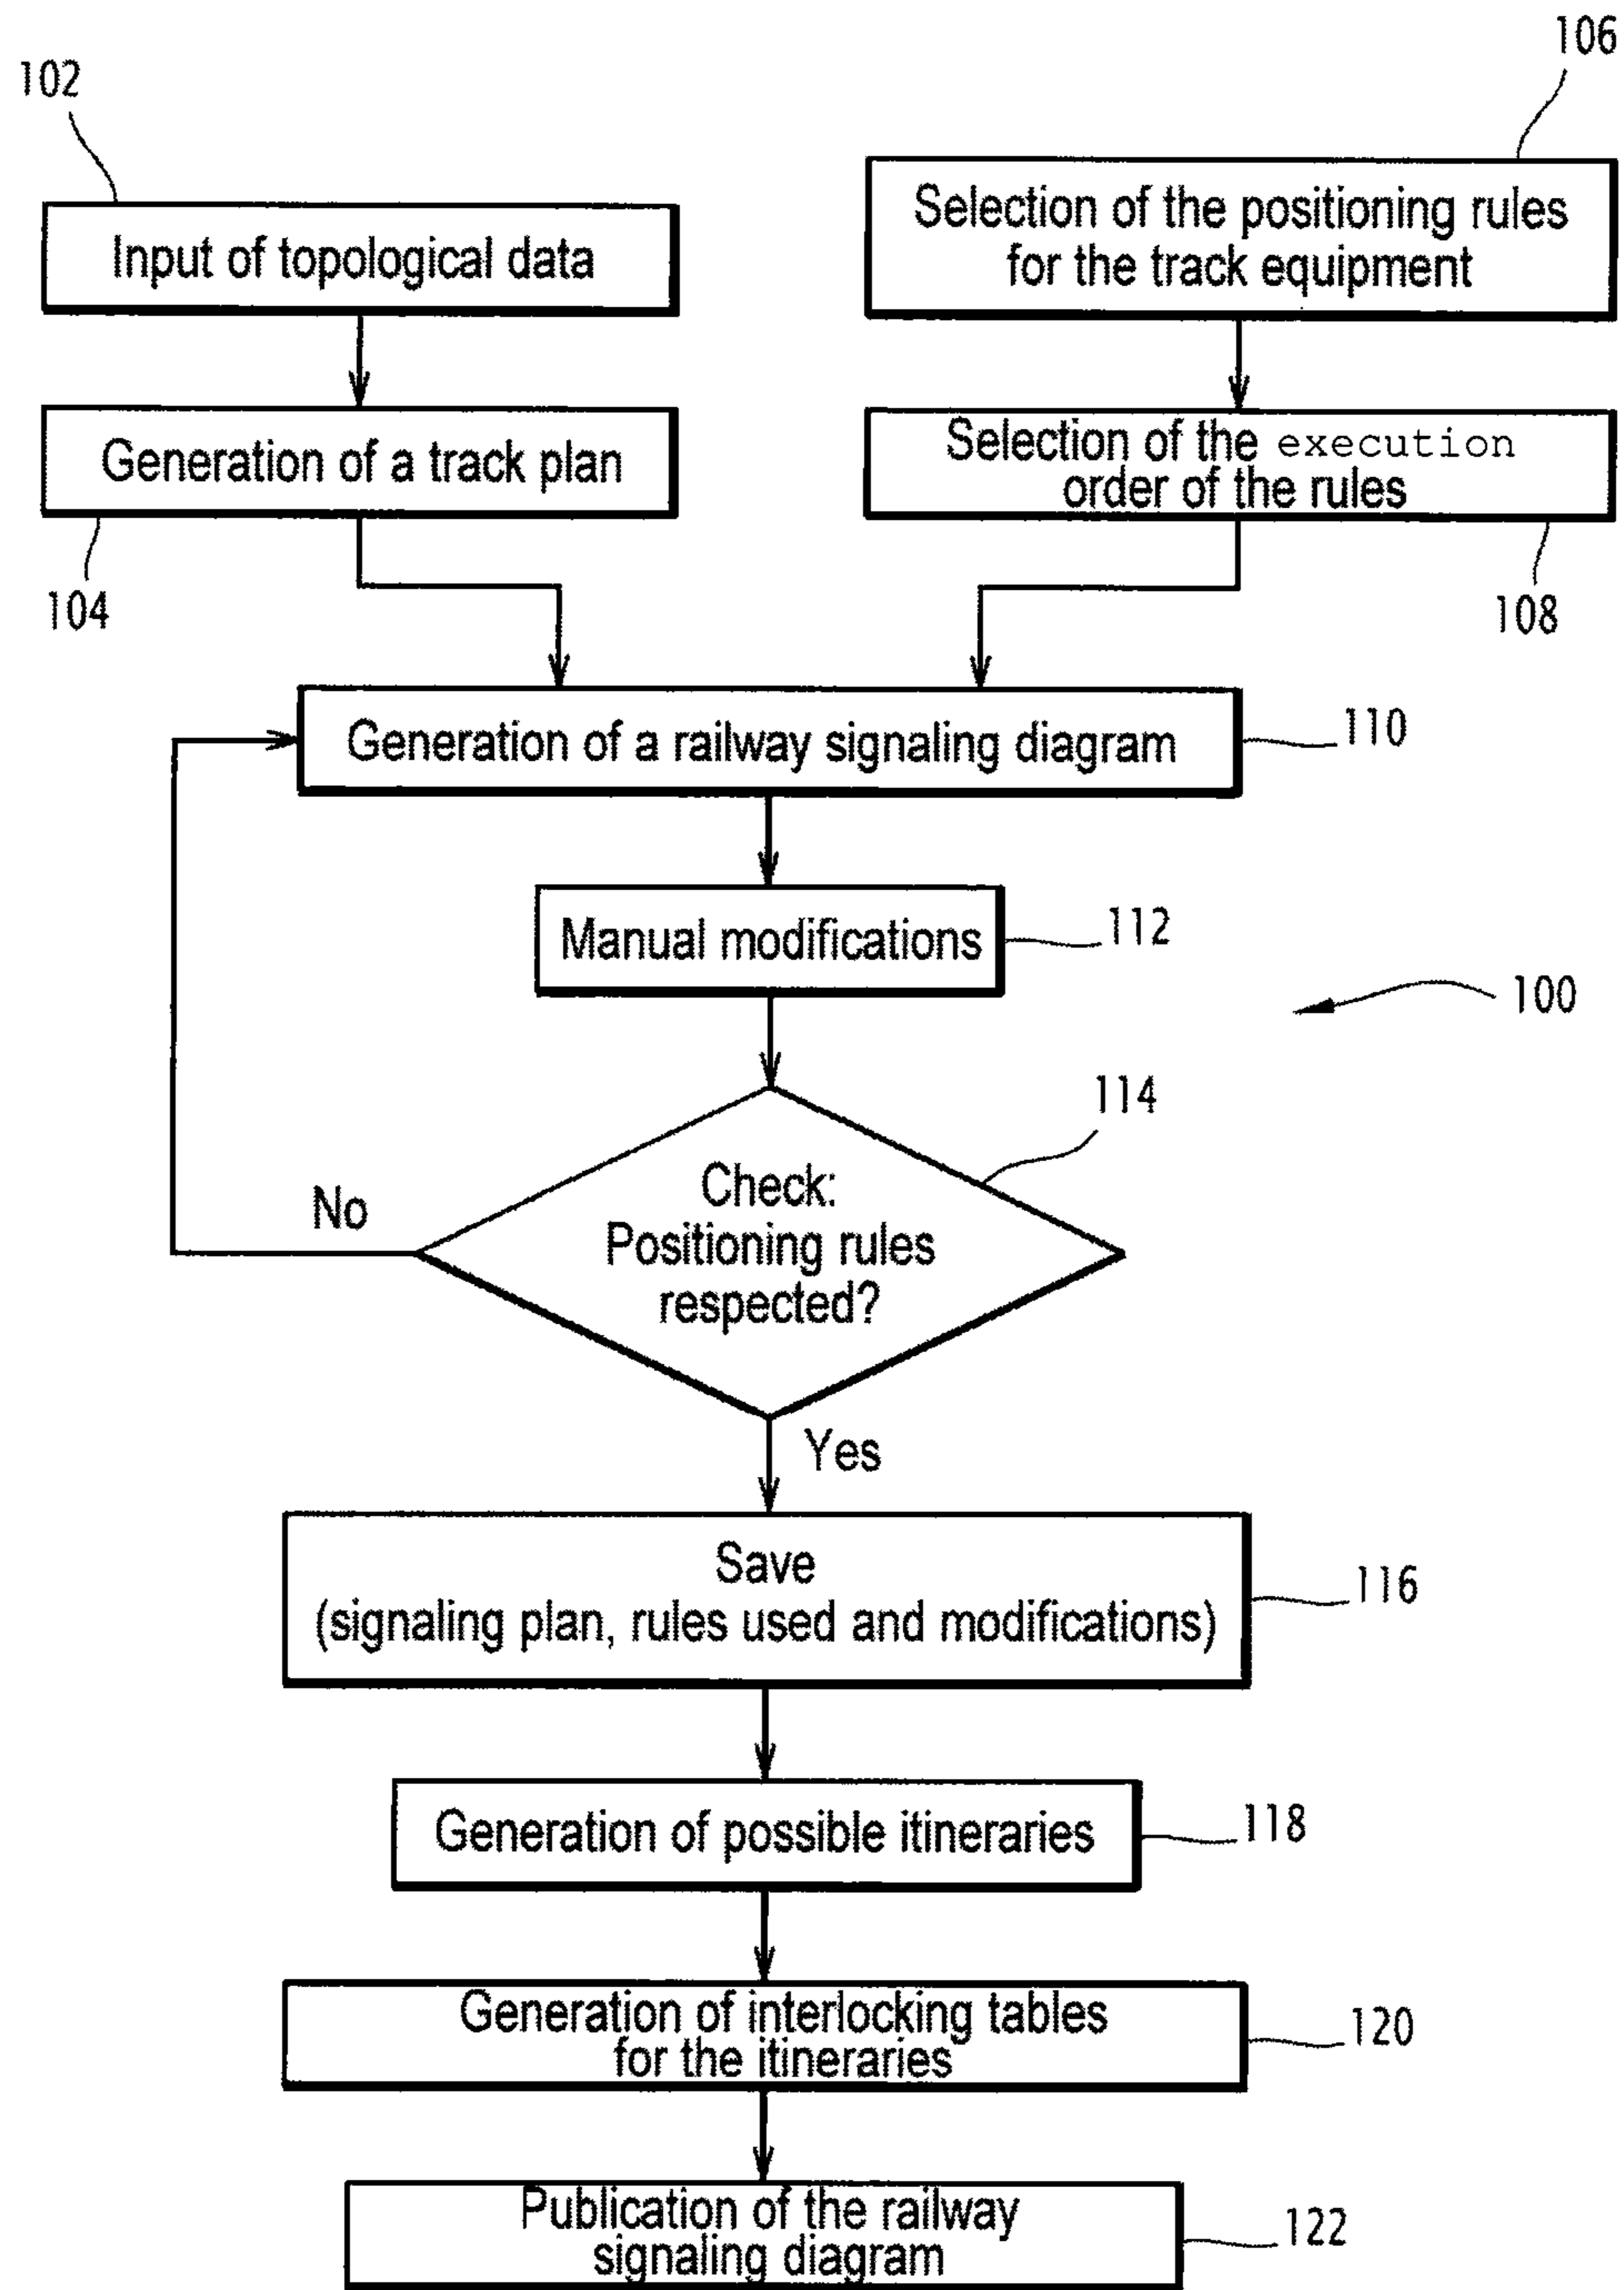 106
102
Selection of the positioning rules
for the track equipment
Input of topological data
Generation of a track plan
Selection of the execution
order of the rules
104
108
Generation of a railway signaling diagram
110
Manual modifications
112
100
114
Check:
Positioning rules
respected?
No
Yes
Save
(signaling plan, rules used and modifications)
116
Generation of possible itineraries
118
Generation of interlocking tables
for the itineraries
120
Publication of the railway
signaling diagram
122